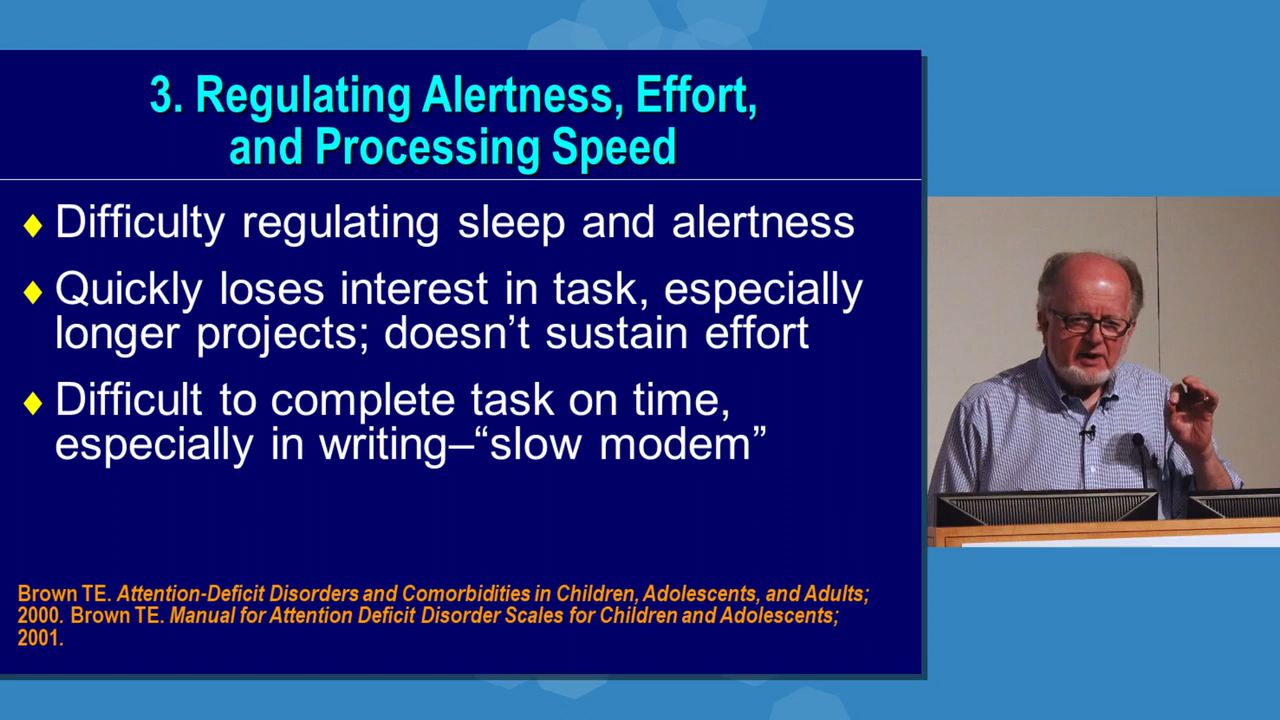 3. Regulating Alertness, Effort,
and Processing Speed
Difficulty regulating sleep and alertness
Quickly loses interest in task, especially
longer projects; doesn’t sustain effort
Difficult to complete task on time,
especially in writing–“slow modem”
Brown TE. Attention-Deficit Disorders and Comorbidities in Children, Adolescents, and Adults;
2000. Brown TE. Manual for Attention Deficit Disorder Scales for Children and Adolescents;
2001.